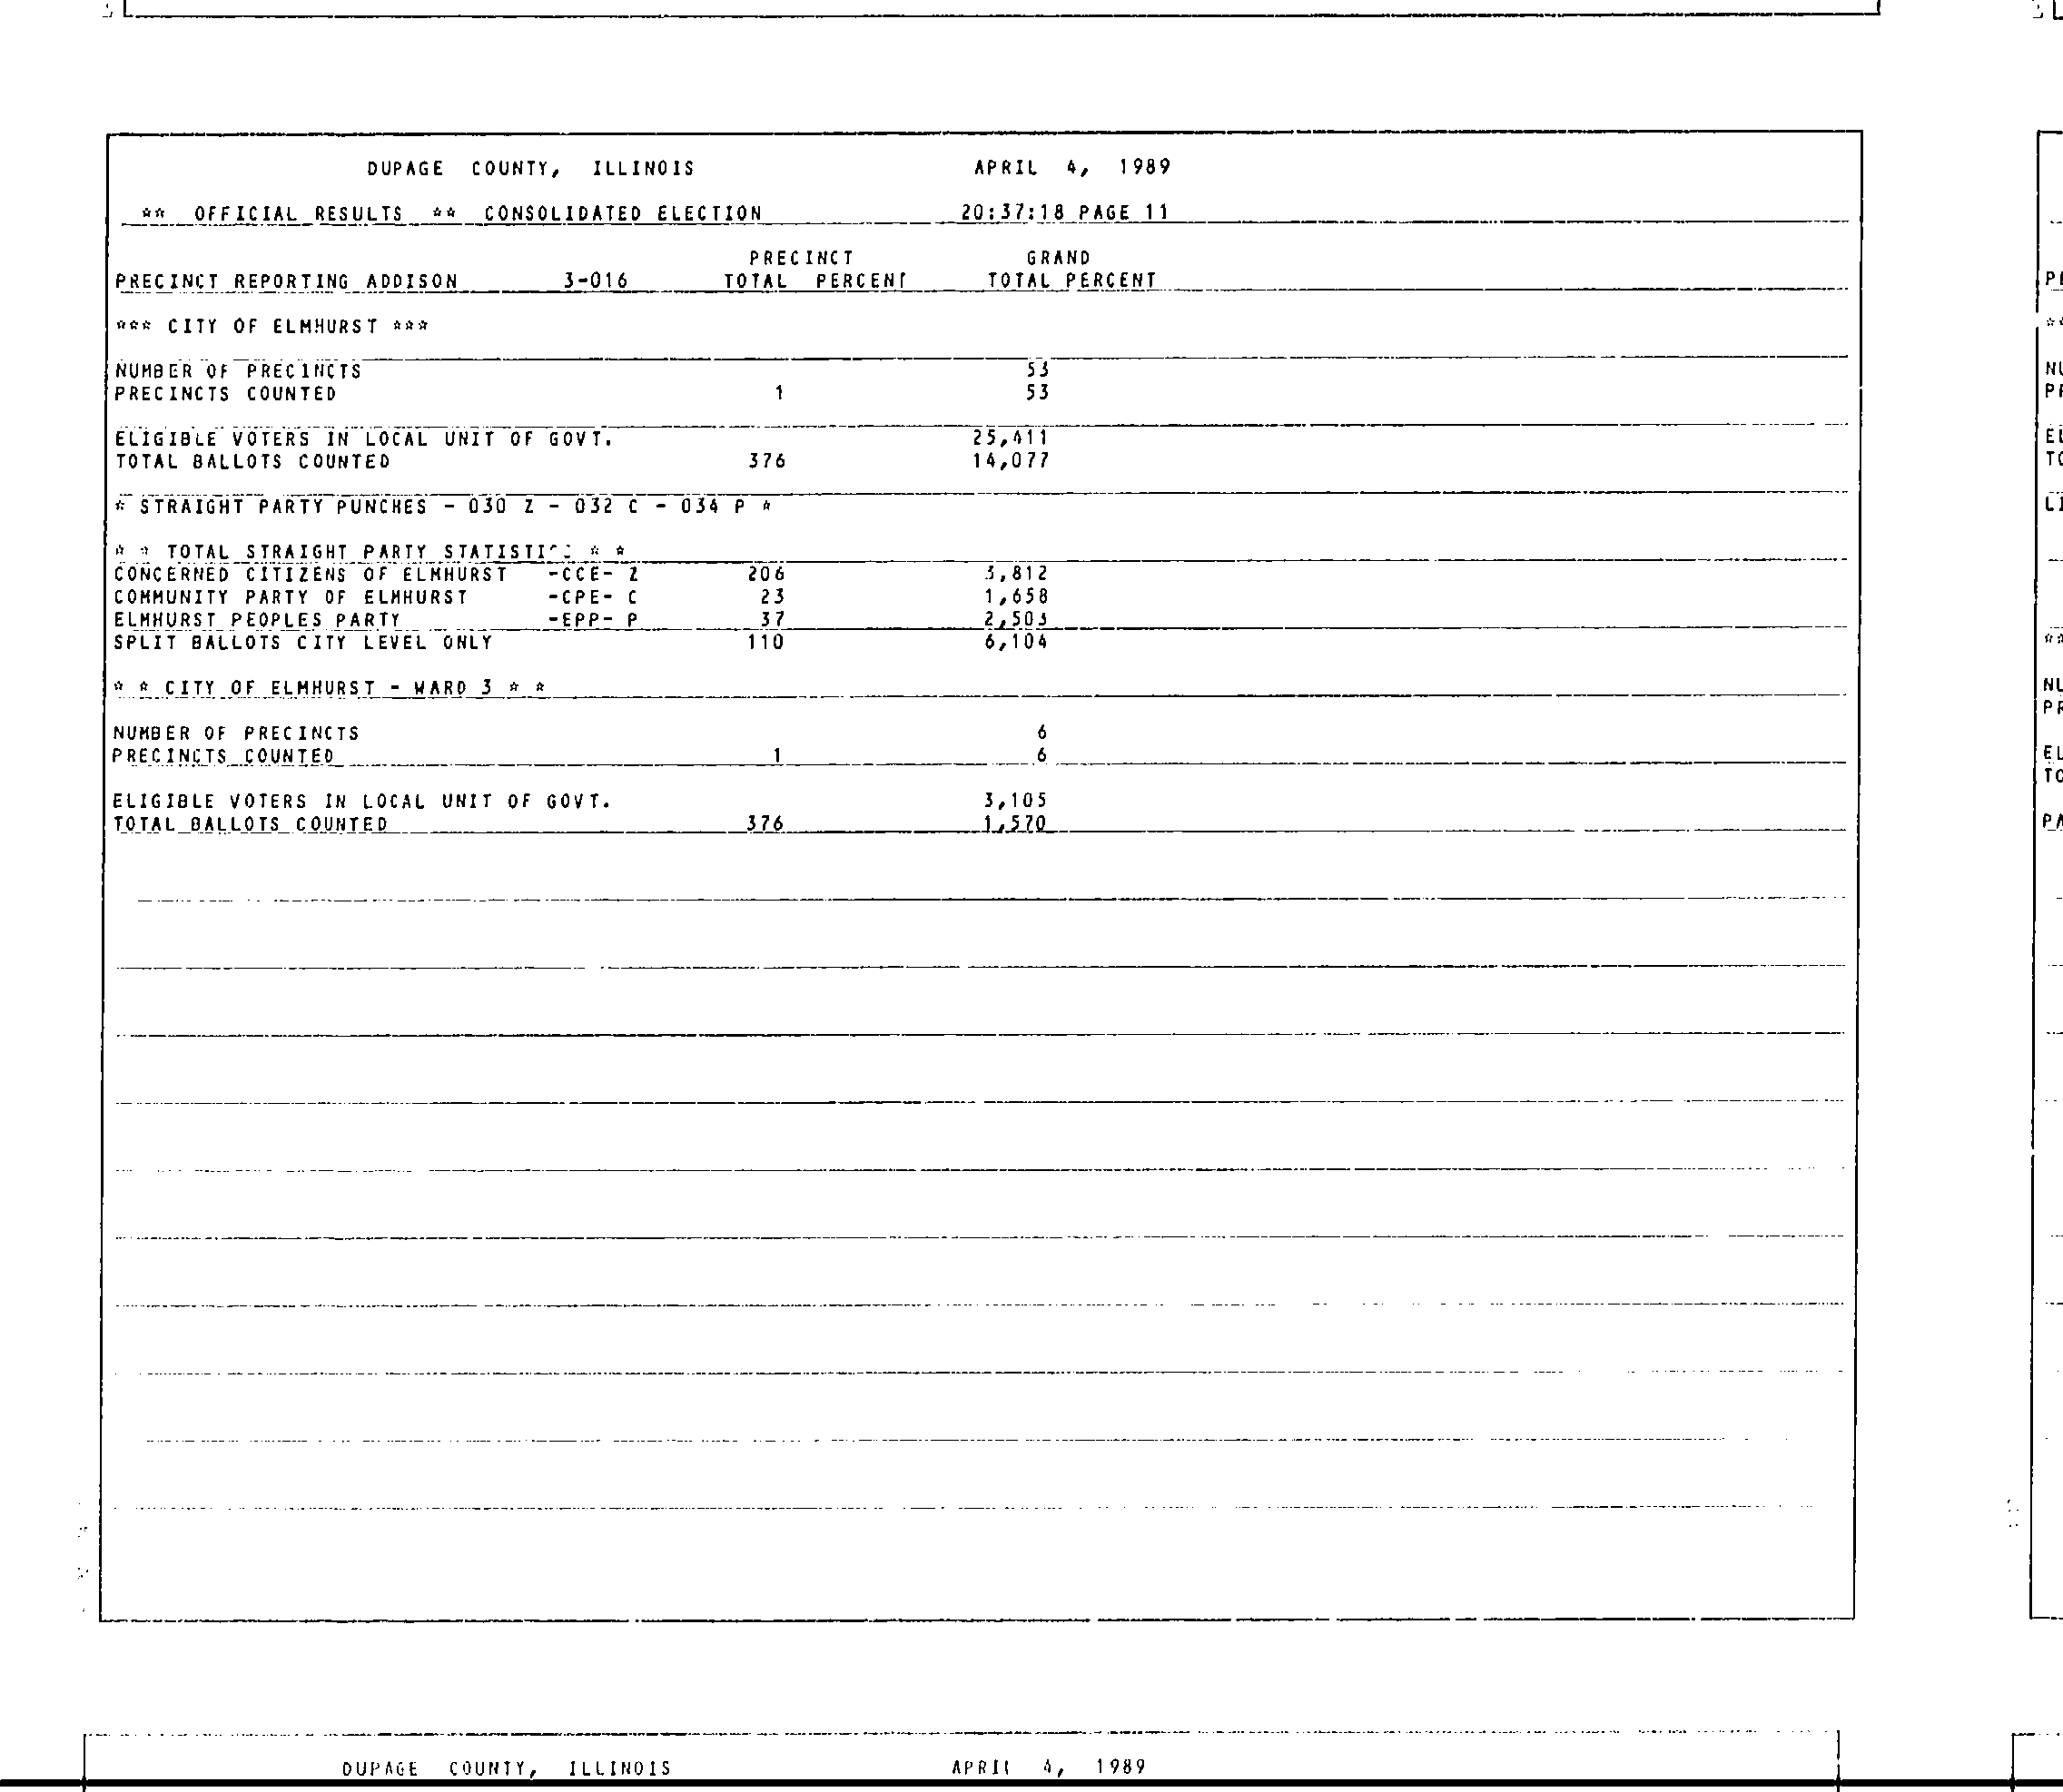 DUPAGE COUNTY, ILLINOIS APRIL 4, 1989
** OFFICIAL RESULTS ** CONSOLIDATED ELECTION 20:37:18 PAGE 11
PRECINCT GRAND
PRECINCT REPORTING ADDISON 3-016 TOTAL PERCENT TOTAL PERCENT
*** CITY OF ELMHURST ***
NUMBER OF PRECINCTS 53
PRECINCTS COUNTED 1 53
ELIGIBLE VOTERS IN LOCAL UNIT OF GOVT. 25,411
TOTAL BALLOTS COUNTED 376 14,077
* STRAIGHT PARTY PUNCHES - 030 Z - 032 C - 034 P *
* * TOTAL STRAIGHT PARTY * *
CONCERNED CITIZENS OF ELMHURST -CCE- Z 206 3,812
COMMUNITY PARTY OF ELMHURST -CPE- C 23 1,658
ELMHURST PEOPLES PARTY -EPP- P 37 2,503
SPLIT BALLOTS CITY LEVEL ONLY 110 6,104
* * CITY OF ELMHURST - WARD 3 * *
NUMBER OF PRECINCTS 6
PRECINCTS COUNTED 1 6
ELIGIBLE VOTERS IN LOCAL UNIT OF GOVT. 3,105
TOTAL BALLOTS COUNTED 376 1,570
DUPAGE COUNTY, ILLINOIS APRIL 4, 1989